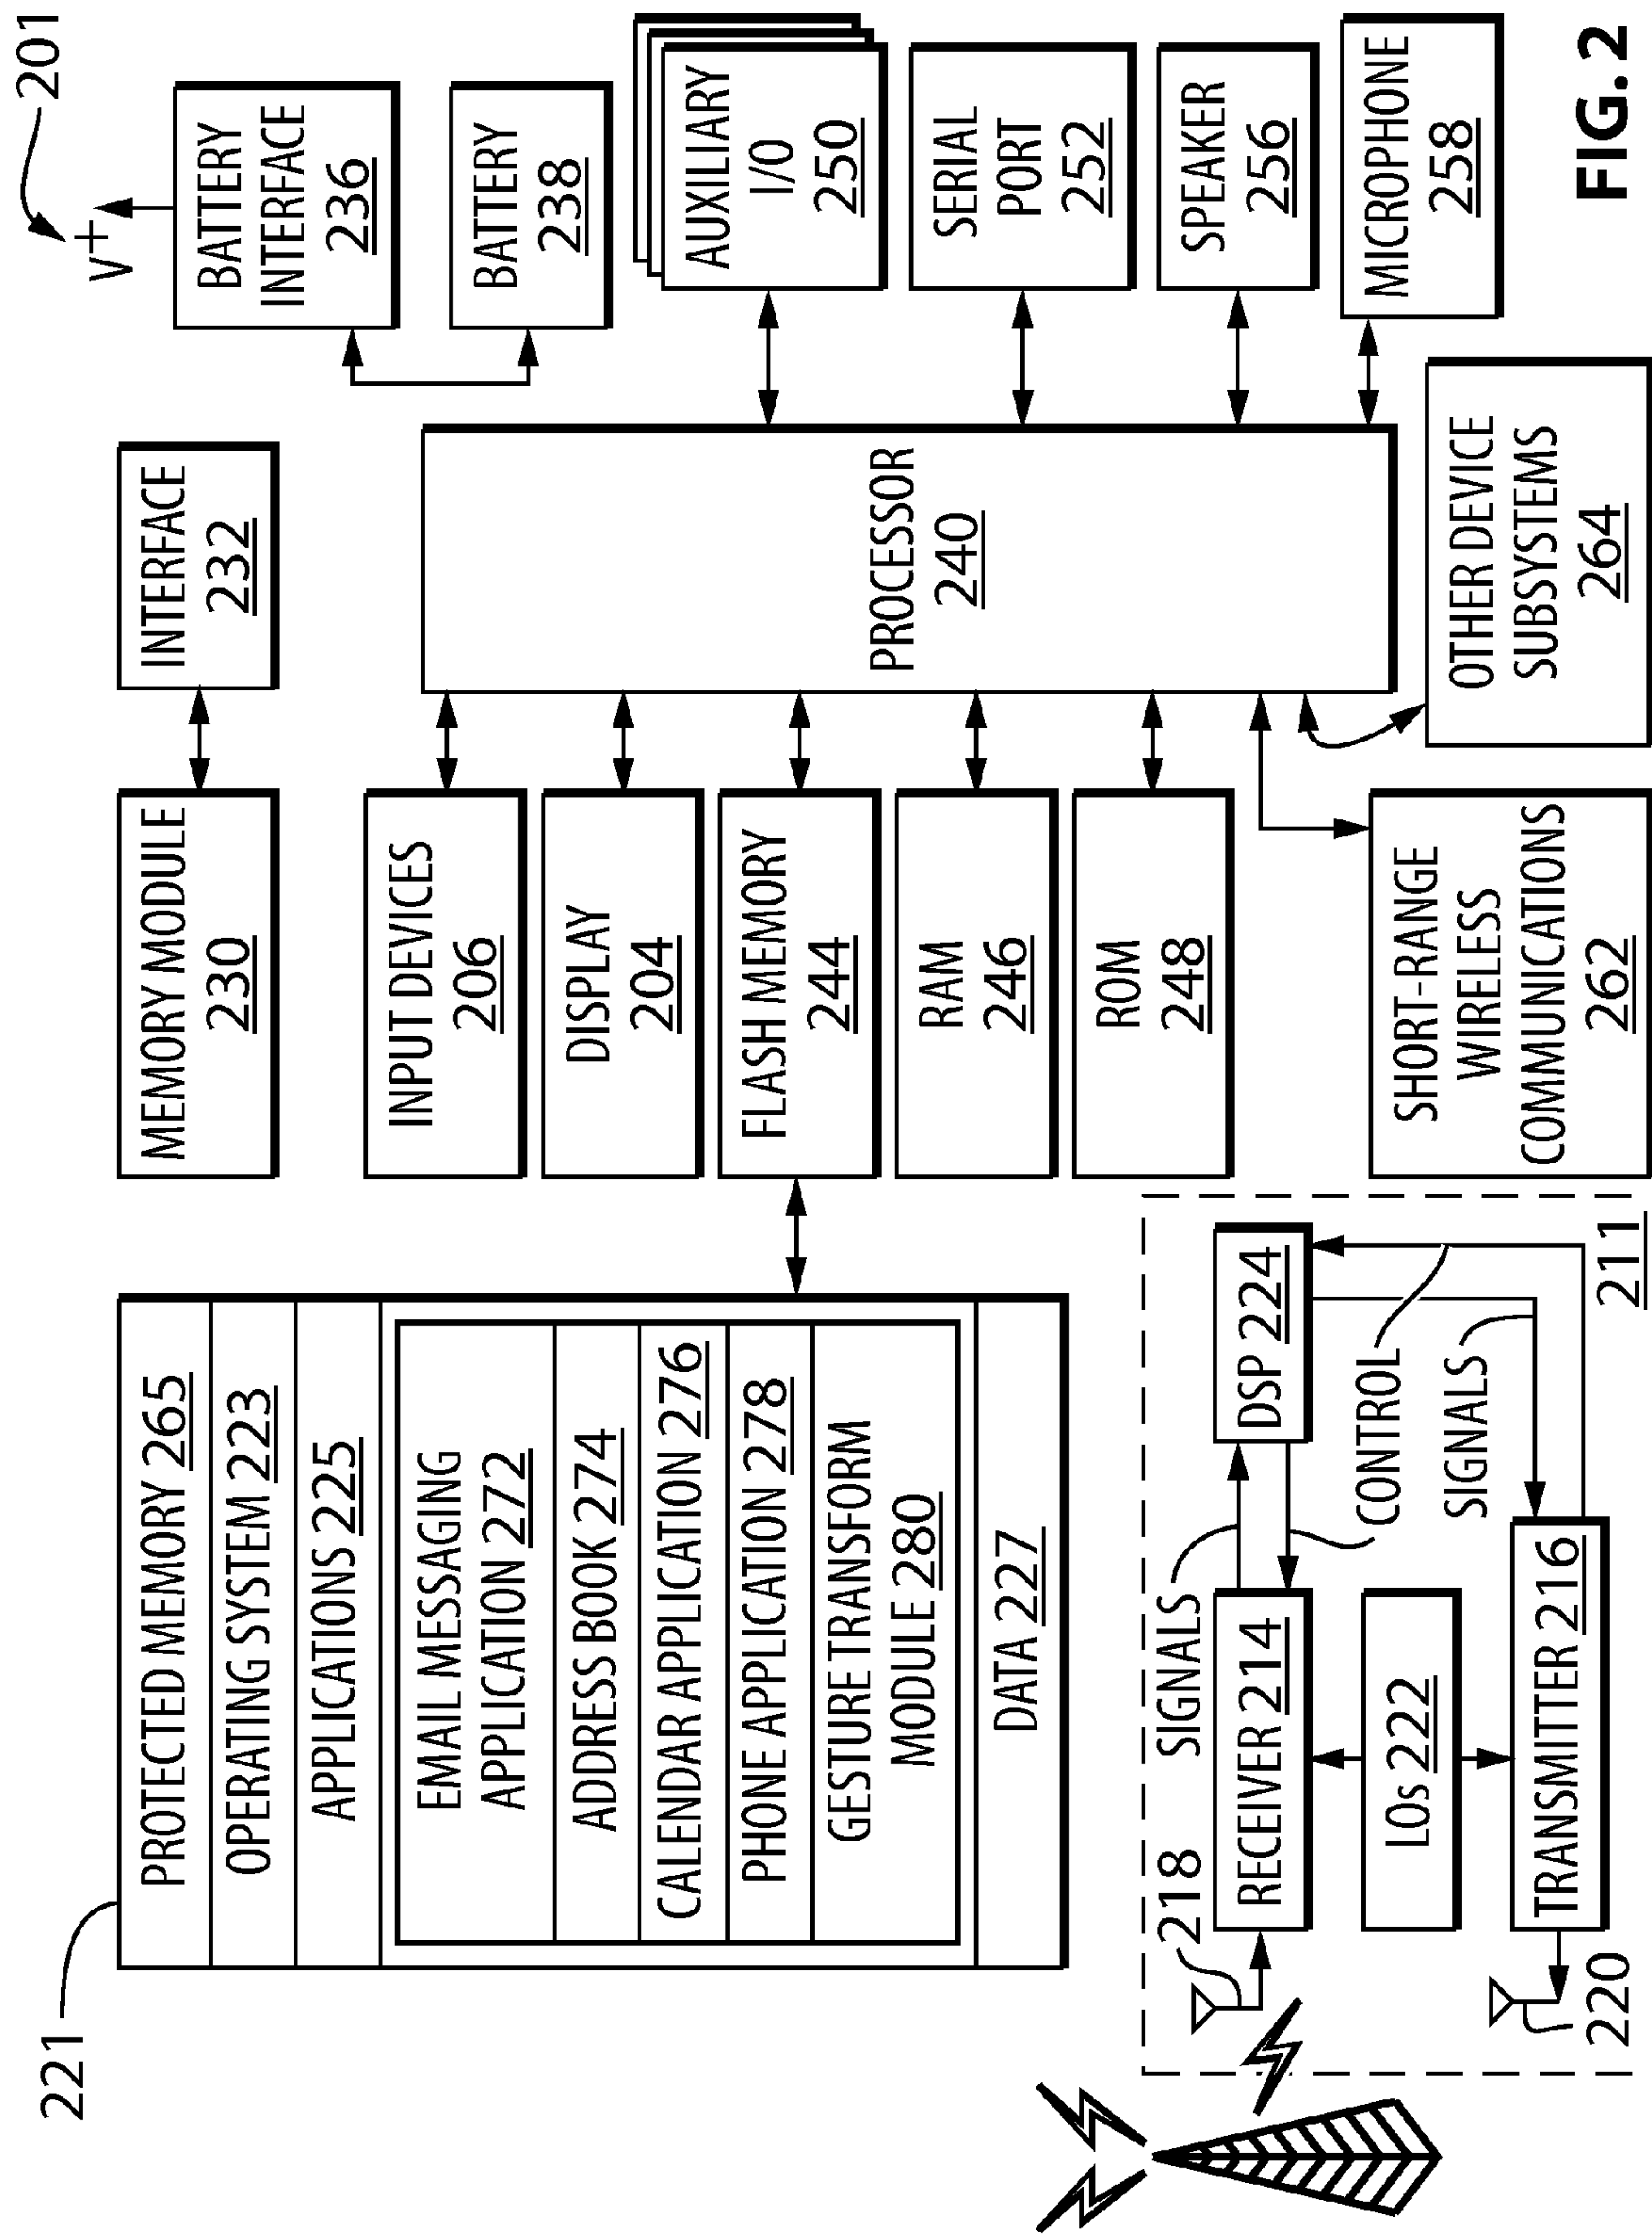 201
V+
221
PROTECTED MEMORY 265
OPERATING SYSTEM 223
APPLICATIONS 225
EMAIL MESSAGING
APPLICATION 272
ADDRESS BOOK 274
CALENDAR APPLICATION 276
PHONE APPLICATION 278
GESTURE TRANSFORM
MODULE 280
DATA 227
MEMORY MODULE
230
INTERFACE
232
BATTERY
INTERFACE
236
BATTERY
238
INPUT DEVICES
206
DISPLAY
204
FLASH MEMORY
244
RAM
246
ROM
248
PROCESSOR
240
AUXILIARY
I/O
250
SERIAL
PORT
252
SPEAKER
256
MICROPHONE
258
218
SIGNALS
RECEIVER 214
DSP 224
LOs 222
CONTROL
SIGNALS
TRANSMITTER 216
220
211
SHORT-RANGE
WIRELESS
COMMUNICATIONS
262
OTHER DEVICE
SUBSYSTEMS
264
FIG. 2